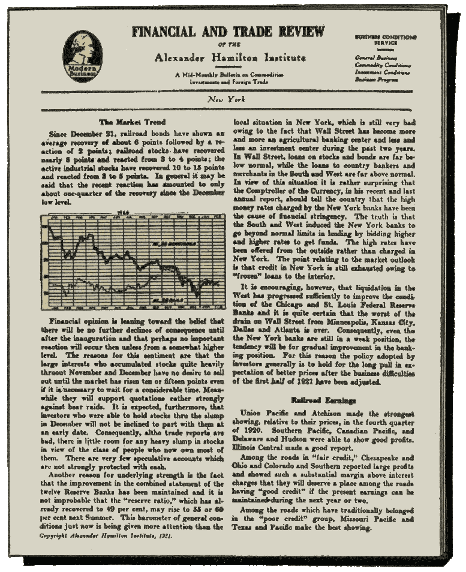 FINANCIAL AND TRADE REVIEW
OF THE
Alexander Hamilton Institute
A Mid-Monthly Bulletin on Commodities
Investments and Foreign Trade
Modern
Business
BUSINESS CONDITIONS
SERVICE
General Business
Commodity Conditions
Investment Conditions
Business Progress
New York
The Market Trend
Since December 21, railroad bonds have shown an
average recovery of about 6 points followed by a re-
action of 2 points; railroad stocks have recovered
nearly 8 points and reacted from 3 to 4 points; the
active industrial stocks have recovered 10 to 15 points
and reacted from 3 to 5 points. In general it may be
said that the recent reaction has amounted to only
about one-quarter of the recovery since the December
low level.
Financial opinion is leaning toward the belief that
there will be no further declines of consequence until
after the inauguration and that perhaps no important
reaction will occur then unless from a somewhat higher
level. The reasons for this sentiment are that the
large interests who accumulated stocks quite heavily
thruout November and December have no desire to sell
out until the market has risen ten or fifteen points even
if it is necessary to wait for a considerable time. Mean-
while they will support quotations rather strongly
against bear raids. It is expected, furthermore, that
investors who were able to hold stocks thru the slump
in December will not be inclined to part with them at
an early date. Consequently, altho trade reports are
bad, there is little room for any heavy slump in stocks
in view of the class of people who now own most of
them. There are very few speculative accounts which
are not strongly protected with cash.
Another reason for underlying strength is the fact
that the improvement in the combined statement of the
twelve Reserve Banks has been maintained and it is
not improbable that the "reserve ratio," which has al-
ready recovered to 49 per cent, may rise to 55 or 60
per cent next Summer. This barometer of general con-
ditions just now is being given more attention than the
Copyright Alexander Hamilton Institute, 1921.
local situation in New York, which is still very bad
owing to the fact that Wall Street has become more
and more an agricultural banking center and less and
less an investment center during the past two years.
In Wall Street, loans on stocks and bonds are far be-
low normal, while the loans to country bankers and
merchants in the South and West are far above normal.
In view of this situation it is rather surprising that
the Comptroller of the Currency, in his recent and last
annual report, should tell the country that the high
money rates charged by the New York banks have been
the cause of financial stringency. The truth is that
the South and West induced the New York banks to
go beyond normal limits in lending by bidding higher
and higher rates to get funds. The high rates have
been offered from the outside rather than charged in
New York. The point relating to the market outlook
is that credit in New York is still exhausted owing to
"frozen" loans to the interior.
It is encouraging, however, that liquidation in the
West has progressed sufficiently to improve the condi-
tion of the Chicago and St. Louis Federal Reserve
Banks and it is quite certain that the worst of the
drain on Wall Street from Minneapolis, Kansas City,
Dallas and Atlanta is over. Consequently, even the
the New York banks are still in a weak position, the
tendency will be for gradual improvement in the bank-
ing position. For this reason the policy adopted by
investors generally is to hold for the long pull in ex-
pectation of better prices after the business difficulties
of the first half of 1921 have been adjusted.
Railroad Earnings
Union Pacific and Atchison made the strongest
showing, relative to their prices, in the fourth quarter
of 1920. Southern Pacific, Canadian Pacific, and
Delaware and Hudson were able to show good profits.
Illinois Central made a good report.
Among the roads in "fair credit," Chesapeake and
Ohio and Colorado and Southern reported large profits
and showed such a substantial margin above interest
charges that they will deserve a place among the roads
having "good credit" if the present earnings can be
maintained during the next year or two.
Among the roads which have traditionally belonged
in the "poor credit" group, Missouri Pacific and
Texas and Pacific make the best showing.